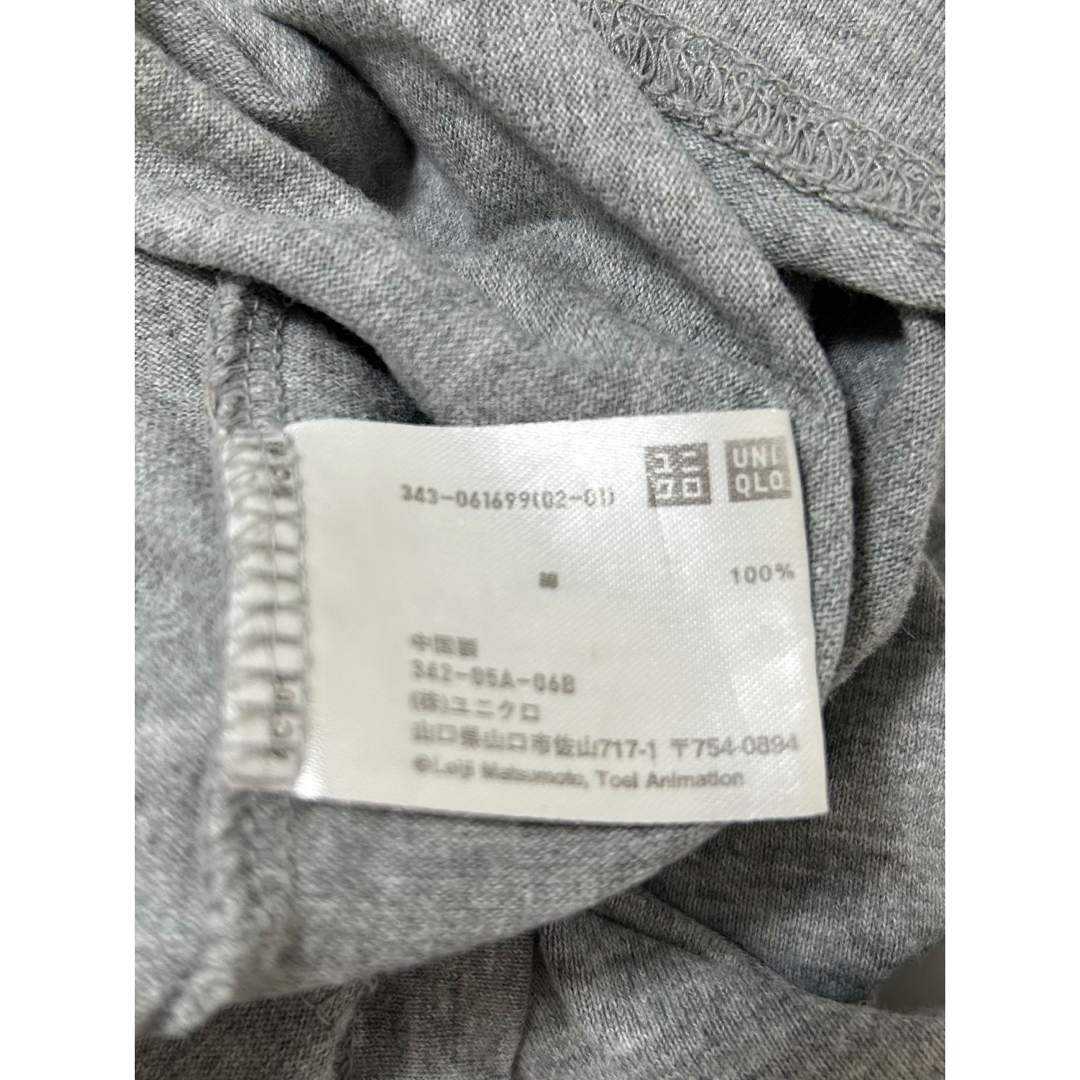 343-061699(02-01)
ユニ
クロ
UNI
QLO
綿 100%
中国製
342-05A-06B
(株)ユニクロ
山口県山口市佐山717-1 〒754-0894
©Leiji Matsumoto, Toei Animation